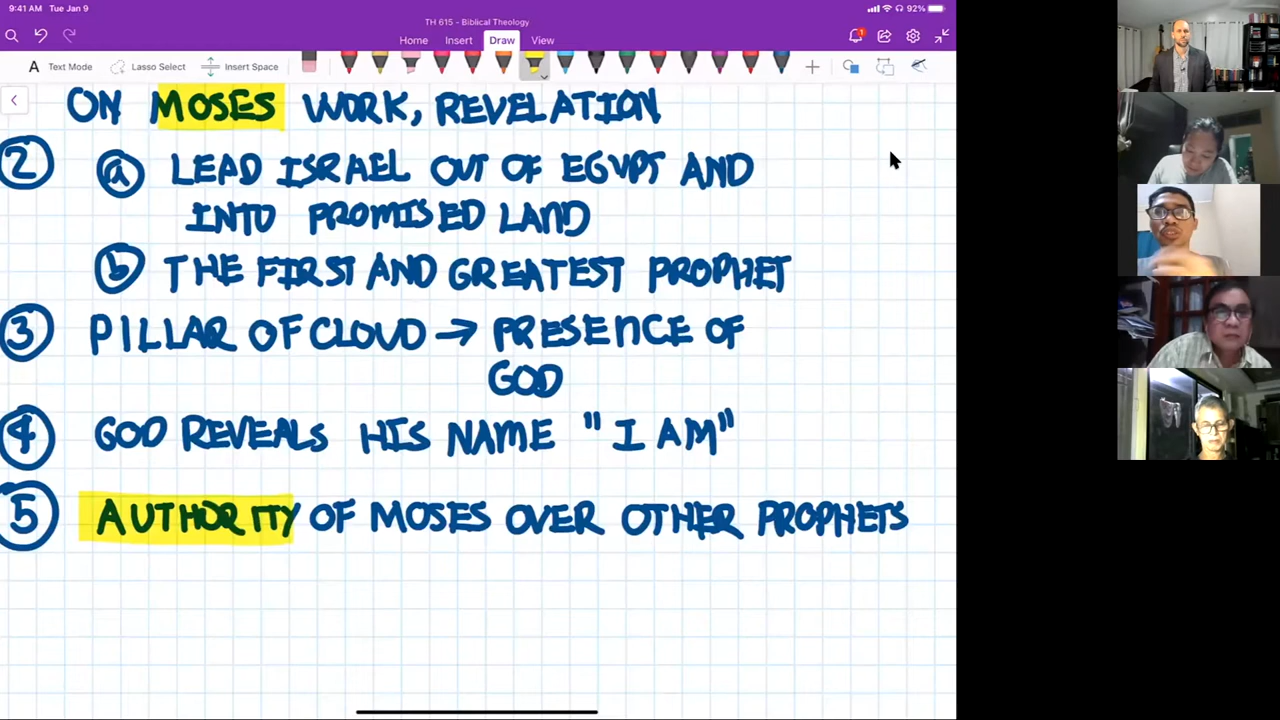 9:41 AM Tue Jan 9
92%
TH 615 - Biblical Theology
Home Insert Draw View
1
A Text Mode Lasso Select Insert Space
ON MOSES WORK, REVELATION
2 a LEAD ISRAEL OUT OF EGYPT AND
INTO PROMISED LAND
b THE FIRST AND GREATEST PROPHET
3 PILLAR OF CLOUD → PRESENCE OF
GOD
4 GOD REVEALS HIS NAME "I AM"
5 AUTHORITY OF MOSES OVER OTHER PROPHETS